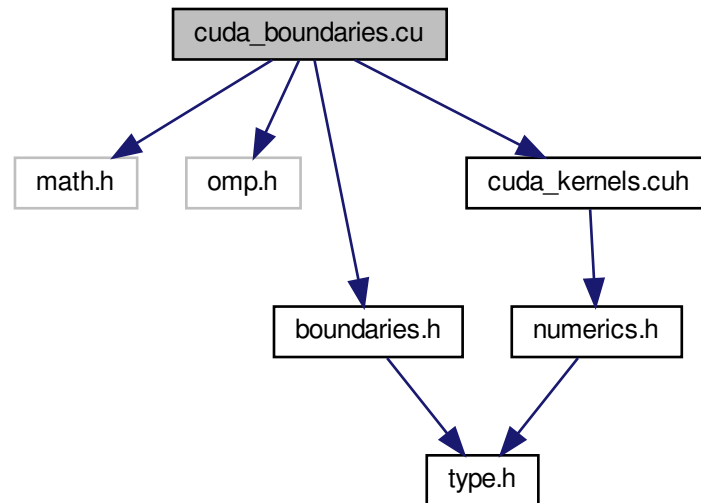 cuda_boundaries.cu
math.h
omp.h
cuda_kernels.cuh
boundaries.h
numerics.h
type.h